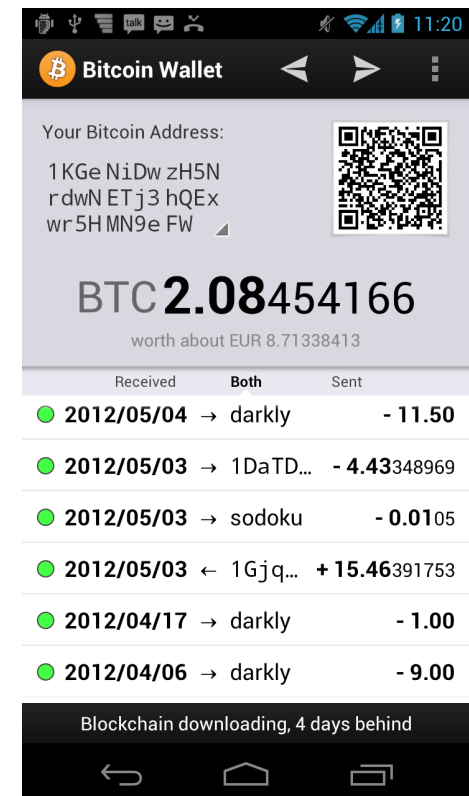 talk 11:20
Bitcoin Wallet
Your Bitcoin Address:
1KGe NiDw zH5N
rdwN ETj3 hQEx
wr5H MN9e FW
BTC 2.08454166
worth about EUR 8.71338413
Received Both Sent
2012/05/04 → darkly - 11.50
2012/05/03 → 1DaTD... - 4.43348969
2012/05/03 → sodoku - 0.0105
2012/05/03 ← 1Gjq... + 15.46391753
2012/04/17 → darkly - 1.00
2012/04/06 → darkly - 9.00
Blockchain downloading, 4 days behind